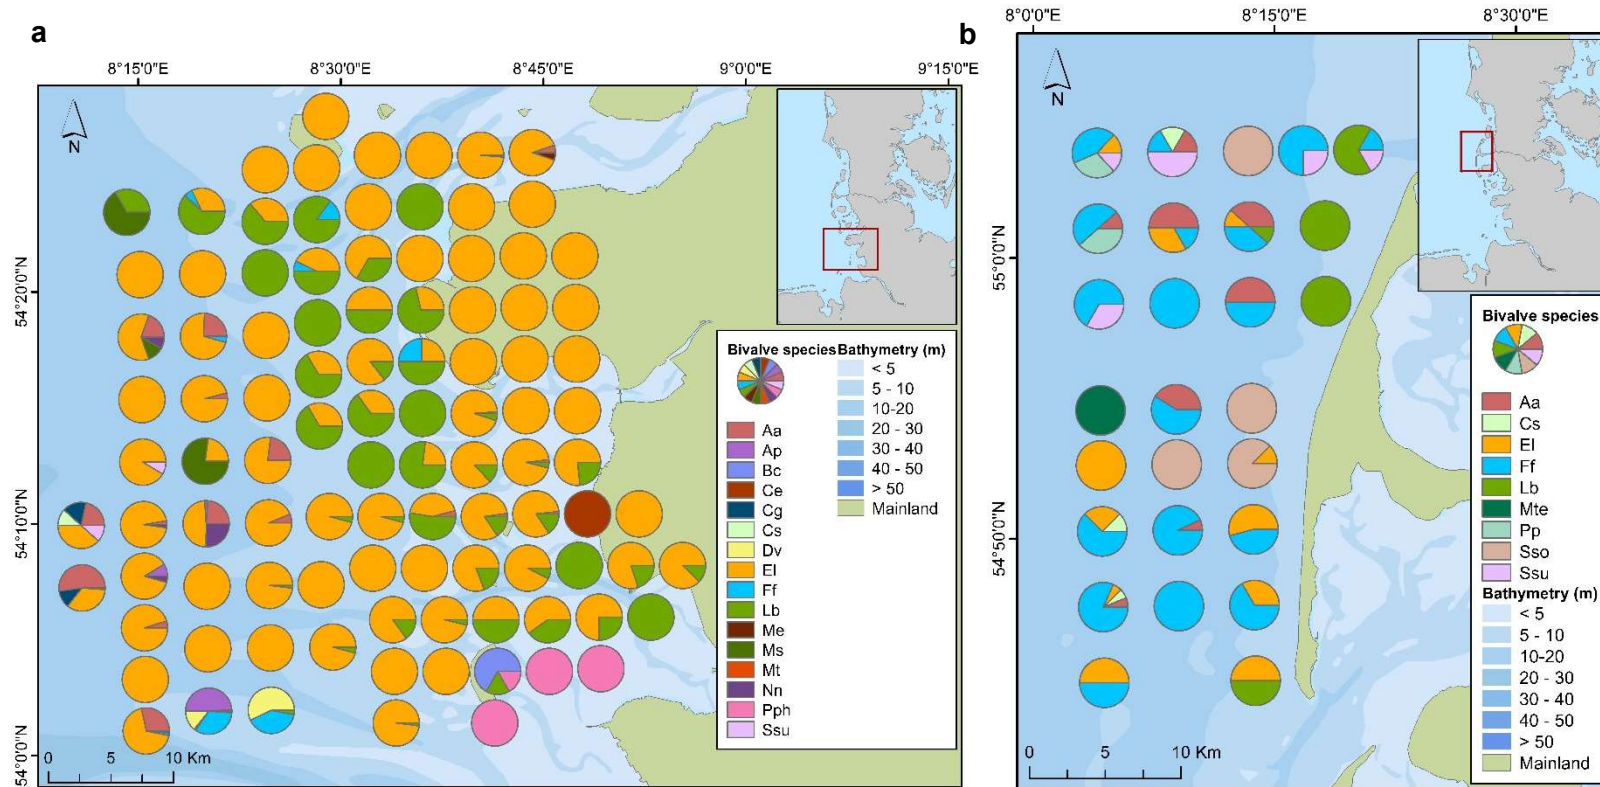 a
8°15'0"E 8°30'0"E 8°45'0"E 9°0'0"E 9°15'0"E
N
54°20'0"N
54°10'0"N
54°0'0"N
0 5 10 Km
Bivalve species
Aa
Ap
Bc
Ce
Cg
Cs
Dv
El
Ff
Lb
Me
Ms
Mt
Nn
Pph
Ssu
Bathymetry (m)
< 5
5 - 10
10-20
20 - 30
30 - 40
40 - 50
> 50
Mainland
b
8°0'0"E 8°15'0"E 8°30'0"E
N
55°0'0"N
54°50'0"N
0 5 10 Km
Bivalve species
Aa
Cs
El
Ff
Lb
Mte
Pp
Sso
Ssu
Bathymetry (m)
< 5
5 - 10
10-20
20 - 30
30 - 40
40 - 50
> 50
Mainland